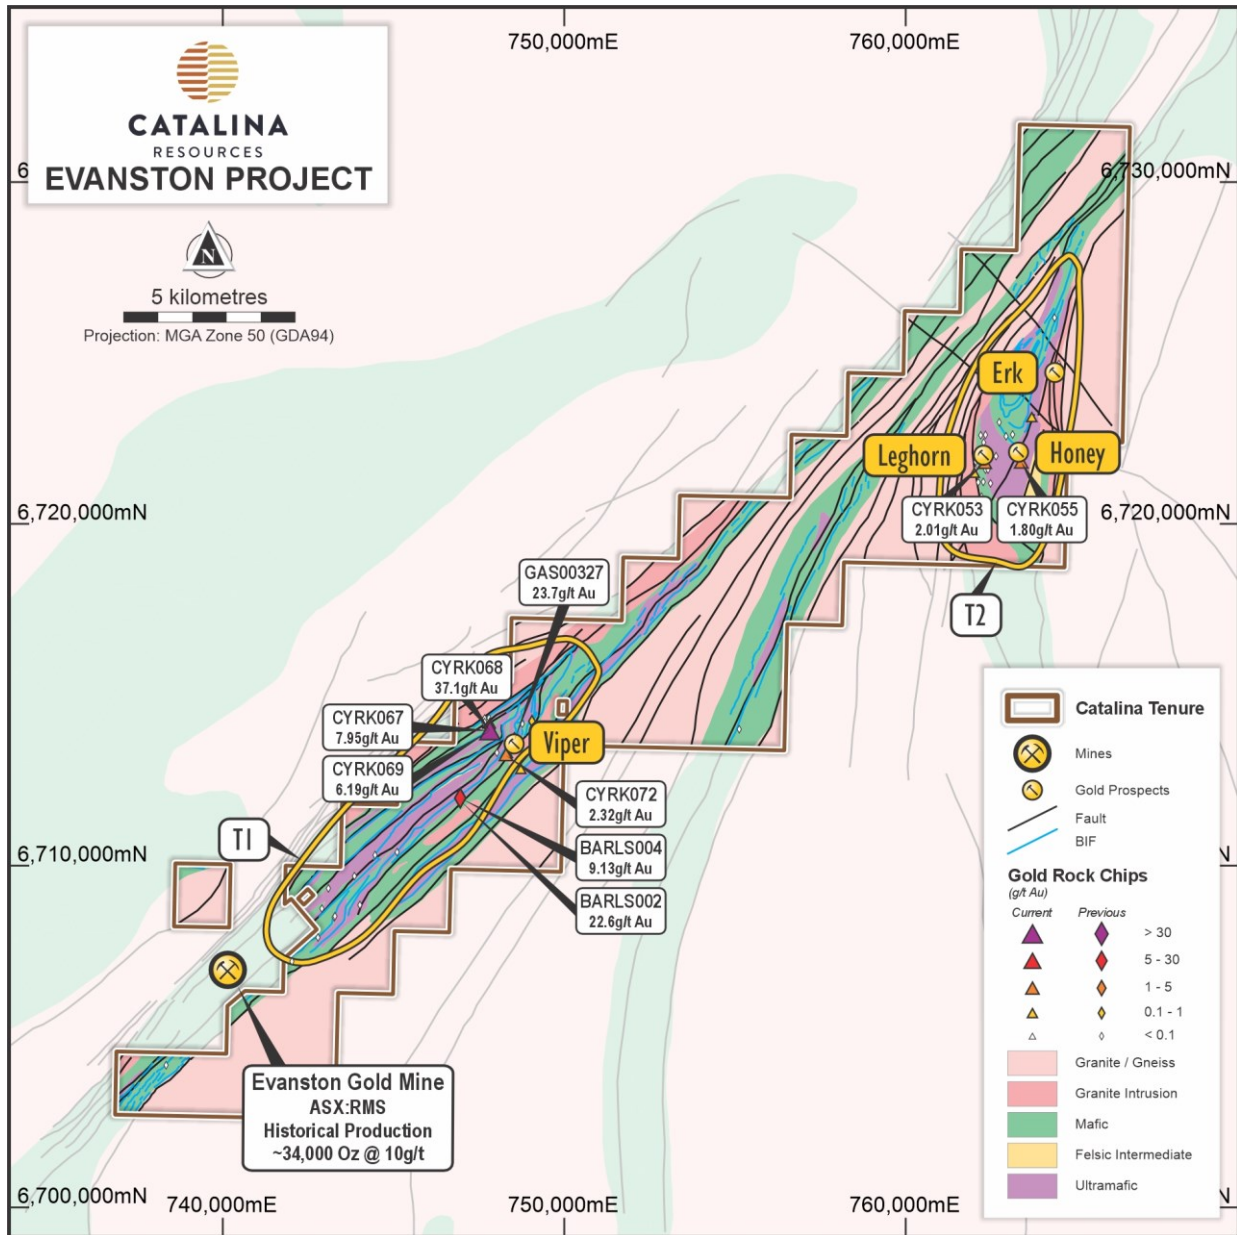 750,000mE
760,000mE
CATALINA
RESOURCES
EVANSTON PROJECT
6,730,000mN
N
5 kilometres
Projection: MGA Zone 50 (GDA94)
Erk
Leghorn
Honey
CYRK053
2.01g/t Au
CYRK055
1.80g/t Au
6,720,000mN
6,720,000mN
GAS00327
23.7g/t Au
T2
CYRK068
37.1g/t Au
CYRK067
7.95g/t Au
Viper
CYRK069
6.19g/t Au
CYRK072
2.32g/t Au
T1
BARLS004
9.13g/t Au
6,710,000mN
BARLS002
22.6g/t Au
Evanston Gold Mine
ASX:RMS
Historical Production
~34,000 Oz @ 10g/t
Catalina Tenure
Mines
Gold Prospects
Fault
BIF
Gold Rock Chips
(g/t Au)
Current Previous
> 30
5 - 30
1 - 5
0.1 - 1
< 0.1
Granite / Gneiss
Granite Intrusion
Mafic
Felsic Intermediate
Ultramafic
6,700,000mN
740,000mE
750,000mE
760,000mE